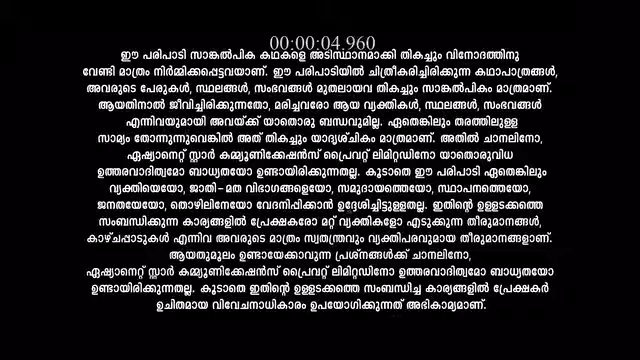 00:00:04.960
ഈ പരിപാടി സാങ്കൽപിക കഥകളെ അടിസ്ഥാനമാക്കി തികച്ചും വിനോദത്തിനു
വേണ്ടി മാത്രം നിർമ്മിക്കപ്പെട്ടവയാണ്. ഈ പരിപാടിയിൽ ചിത്രീകരിച്ചിരിക്കുന്ന കഥാപാത്രങ്ങൾ,
അവരുടെ പേരുകൾ, സ്ഥലങ്ങൾ, സംഭവങ്ങൾ മുതലായവ തികച്ചും സാങ്കൽപികം മാത്രമാണ്.
ആയതിനാൽ ജീവിച്ചിരിക്കുന്നതോ, മരിച്ചവരോ ആയ വ്യക്തികൾ, സ്ഥലങ്ങൾ, സംഭവങ്ങൾ
എന്നിവയുമായി അവയ്ക്ക് യാതൊരു ബന്ധവുമില്ല. ഏതെങ്കിലും തരത്തിലുള്ള
സാമ്യം തോന്നുന്നുവെങ്കിൽ അത് തികച്ചും യാദൃശ്ചികം മാത്രമാണ്. അതിൽ ചാനലിനോ,
ഏഷ്യാനെറ്റ് സ്റ്റാർ കമ്മ്യൂണിക്കേഷൻസ് പ്രൈവറ്റ് ലിമിറ്റഡിനോ യാതൊരുവിധ
ഉത്തരവാദിത്വമോ ബാധ്യതയോ ഉണ്ടായിരിക്കുന്നതല്ല. കൂടാതെ ഈ പരിപാടി ഏതെങ്കിലും
വ്യക്തിയെയോ, ജാതി-മത വിഭാഗങ്ങളെയോ, സമുദായത്തെയോ, സ്ഥാപനത്തെയോ,
ജനതയേയോ, തൊഴിലിനേയോ വേദനിപ്പിക്കാൻ ഉദ്ദേശിച്ചിട്ടുള്ളതല്ല. ഇതിന്റെ ഉള്ളടക്കത്തെ
സംബന്ധിക്കുന്ന കാര്യങ്ങളിൽ പ്രേക്ഷകരോ മറ്റ് വ്യക്തികളോ എടുക്കുന്ന തീരുമാനങ്ങൾ,
കാഴ്ചപ്പാടുകൾ എന്നിവ അവരുടെ മാത്രം സ്വതന്ത്രവും വ്യക്തിപരവുമായ തീരുമാനങ്ങളാണ്.
ആയതുമൂലം ഉണ്ടായേക്കാവുന്ന പ്രശ്നങ്ങൾക്ക് ചാനലിനോ,
ഏഷ്യാനെറ്റ് സ്റ്റാർ കമ്മ്യൂണിക്കേഷൻസ് പ്രൈവറ്റ് ലിമിറ്റഡിനോ ഉത്തരവാദിത്വമോ ബാധ്യതയോ
ഉണ്ടായിരിക്കുന്നതല്ല. കൂടാതെ ഇതിന്റെ ഉള്ളടക്കത്തെ സംബന്ധിച്ച കാര്യങ്ങളിൽ പ്രേക്ഷകർ
ഉചിതമായ വിവേചനാധികാരം ഉപയോഗിക്കുന്നത് അഭികാമ്യമാണ്.